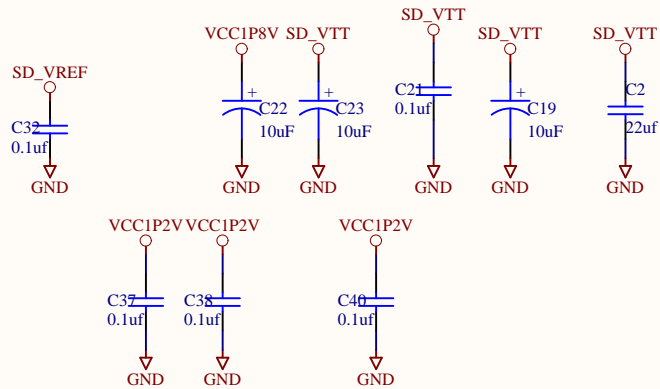 SD_VTT
VCC1P8V
SD_VTT
SD_VTT
SD_VTT
SD_VREF
+
+
+
C22
C23
C21
C19
C2
0.1uf
10uF
10uF
10uF
22uf
C32
0.1uf
GND
GND
GND
GND
GND
GND
VCC1P2V
VCC1P2V
VCC1P2V
C37
C38
C40
0.1uf
0.1uf
0.1uf
GND
GND
GND